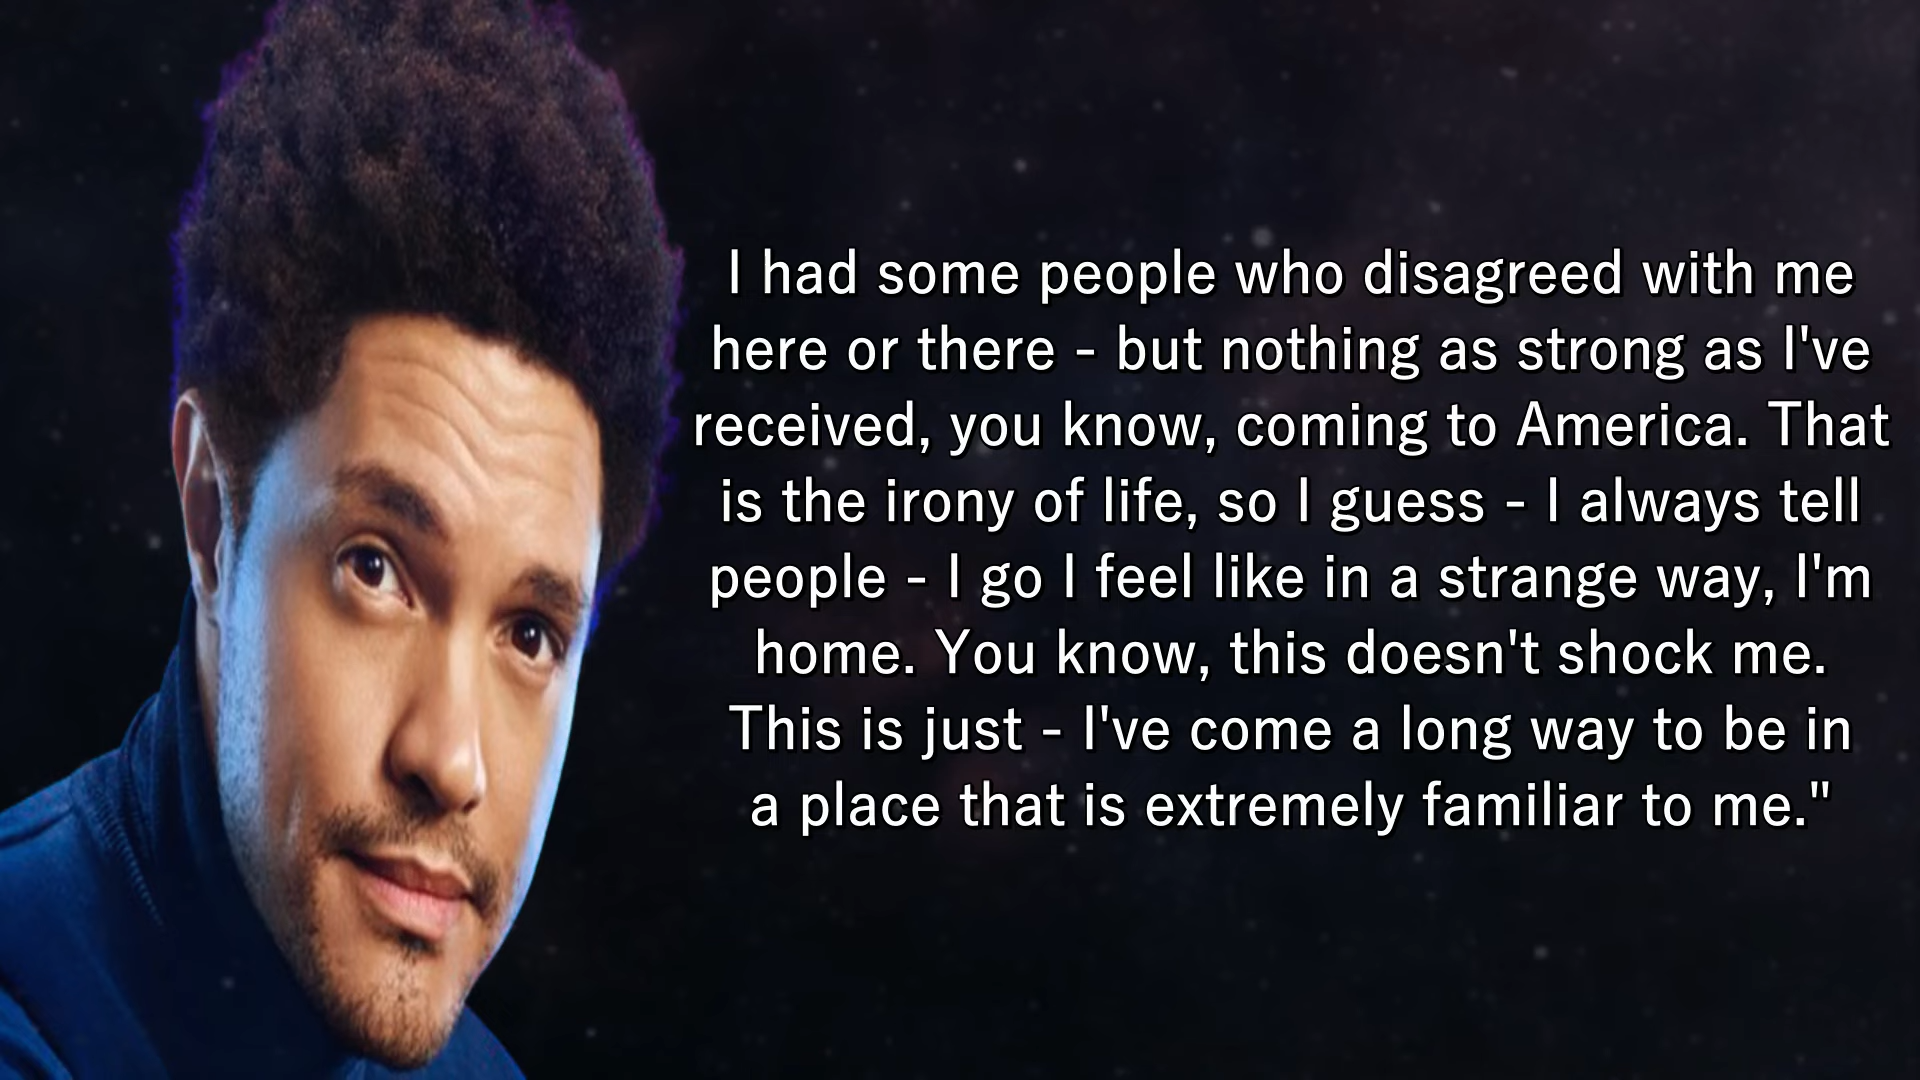 I had some people who disagreed with me
here or there - but nothing as strong as I've
received, you know, coming to America. That
is the irony of life, so I guess - I always tell
people - I go I feel like in a strange way, I'm
home. You know, this doesn't shock me.
This is just - I've come a long way to be in
a place that is extremely familiar to me."